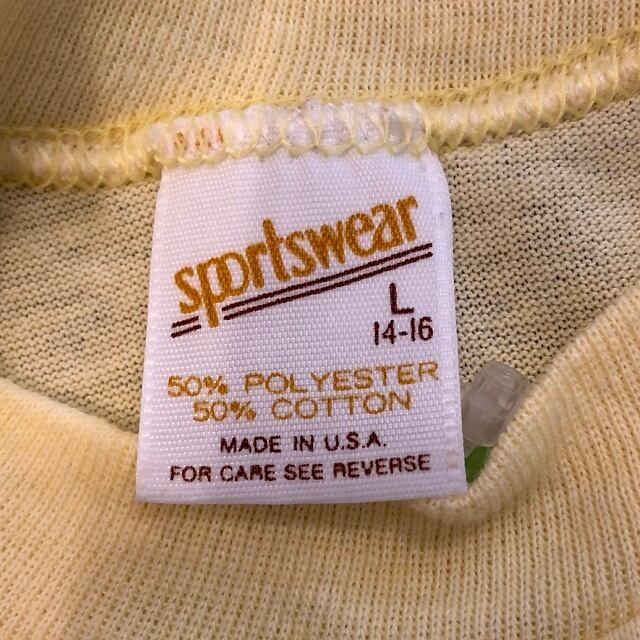 sportswear
L
14-16
50% POLYESTER
50% COTTON
MADE IN U.S.A.
FOR CARE SEE REVERSE